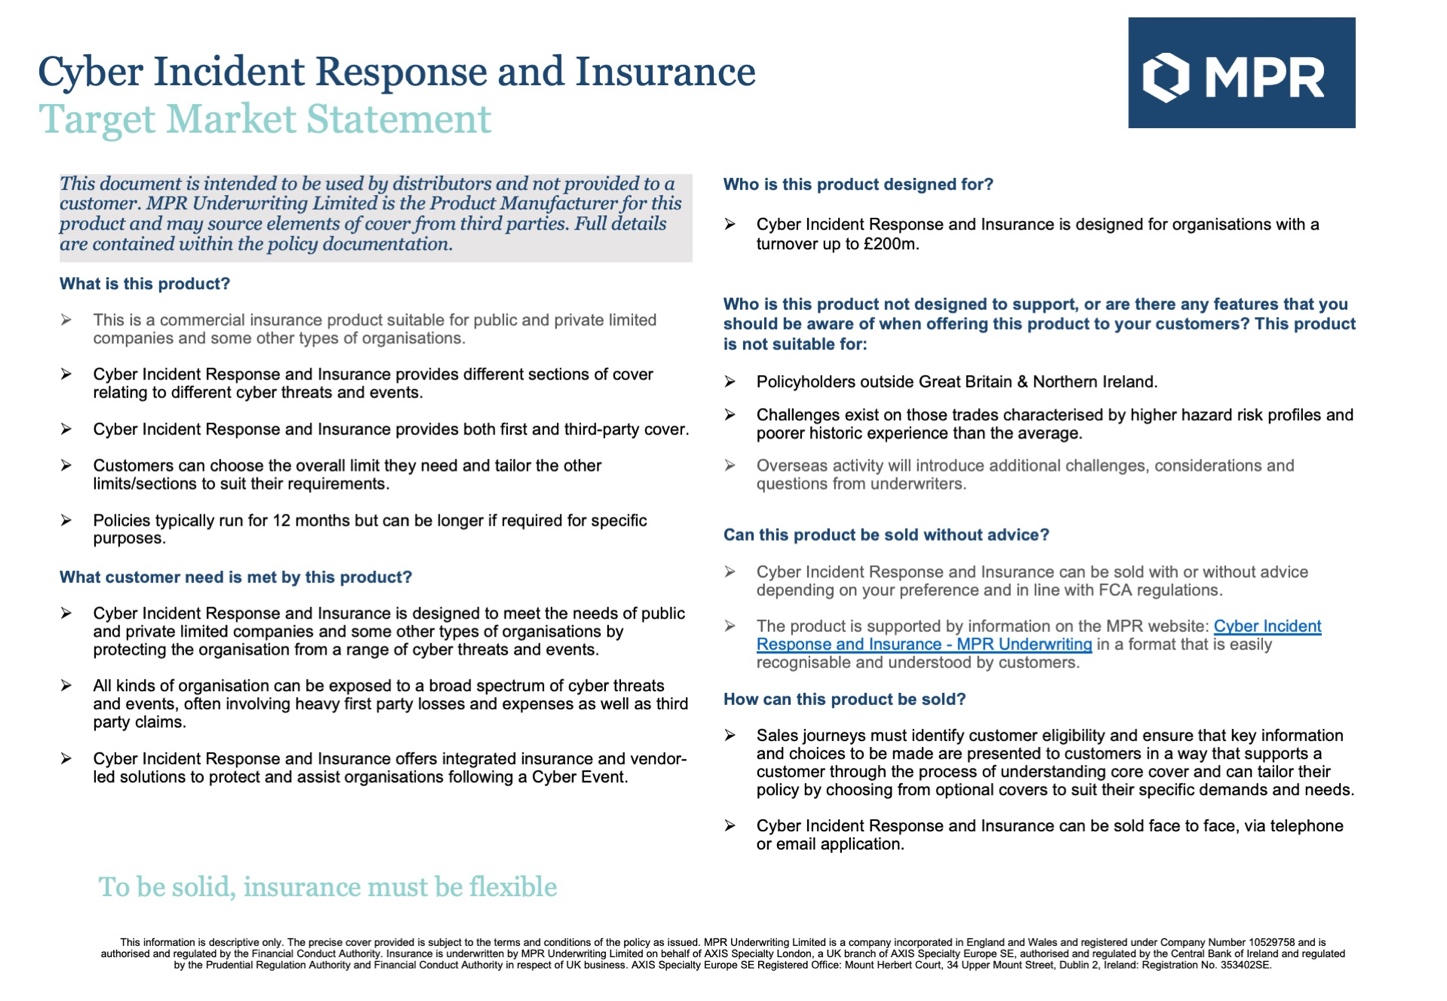 Cyber Incident Response and Insurance
Target Market Statement
MPR
This document is intended to be used by distributors and not provided to a
customer. MPR Underwriting Limited is the Product Manufacturer for this
product and may source elements of cover from third parties. Full details
are contained within the policy documentation.
What is this product?
➢ This is a commercial insurance product suitable for public and private limited
companies and some other types of organisations.
➢ Cyber Incident Response and Insurance provides different sections of cover
relating to different cyber threats and events.
➢ Cyber Incident Response and Insurance provides both first and third-party cover.
➢ Customers can choose the overall limit they need and tailor the other
limits/sections to suit their requirements.
➢ Policies typically run for 12 months but can be longer if required for specific
purposes.
What customer need is met by this product?
➢ Cyber Incident Response and Insurance is designed to meet the needs of public
and private limited companies and some other types of organisations by
protecting the organisation from a range of cyber threats and events.
➢ All kinds of organisation can be exposed to a broad spectrum of cyber threats
and events, often involving heavy first party losses and expenses as well as third
party claims.
➢ Cyber Incident Response and Insurance offers integrated insurance and vendor-
led solutions to protect and assist organisations following a Cyber Event.
Who is this product designed for?
➢ Cyber Incident Response and Insurance is designed for organisations with a
turnover up to £200m.
Who is this product not designed to support, or are there any features that you
should be aware of when offering this product to your customers? This product
is not suitable for:
➢ Policyholders outside Great Britain & Northern Ireland.
➢ Challenges exist on those trades characterised by higher hazard risk profiles and
poorer historic experience than the average.
➢ Overseas activity will introduce additional challenges, considerations and
questions from underwriters.
Can this product be sold without advice?
➢ Cyber Incident Response and Insurance can be sold with or without advice
depending on your preference and in line with FCA regulations.
➢ The product is supported by information on the MPR website: Cyber Incident
Response and Insurance - MPR Underwriting in a format that is easily
recognisable and understood by customers.
How can this product be sold?
➢ Sales journeys must identify customer eligibility and ensure that key information
and choices to be made are presented to customers in a way that supports a
customer through the process of understanding core cover and can tailor their
policy by choosing from optional covers to suit their specific demands and needs.
➢ Cyber Incident Response and Insurance can be sold face to face, via telephone
or email application.
To be solid, insurance must be flexible
This information is descriptive only. The precise cover provided is subject to the terms and conditions of the policy as issued. MPR Underwriting Limited is a company incorporated in England and Wales and registered under Company Number 10529758 and is
authorised and regulated by the Financial Conduct Authority. Insurance is underwritten by MPR Underwriting Limited on behalf of AXIS Specialty London, a UK branch of AXIS Specialty Europe SE, authorised and regulated by the Central Bank of Ireland and regulated
by the Prudential Regulation Authority and Financial Conduct Authority in respect of UK business. AXIS Specialty Europe SE Registered Office: Mount Herbert Court, 34 Upper Mount Street, Dublin 2, Ireland: Registration No. 353402SE.